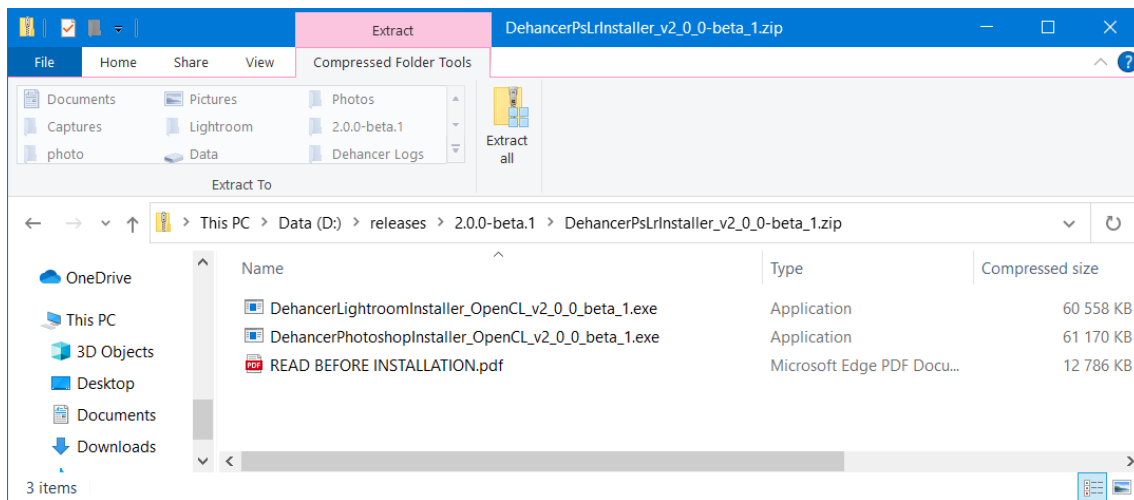 Extract
DehancerPsLrInstaller_v2_0_0-beta_1.zip
File Home Share View Compressed Folder Tools
Documents Pictures Photos
Captures Lightroom 2.0.0-beta.1
photo Data Dehancer Logs
Extract
all
Extract To
This PC > Data (D:) > releases > 2.0.0-beta.1 > DehancerPsLrInstaller_v2_0_0-beta_1.zip
Name Type Compressed size
OneDrive
This PC
3D Objects
Desktop
Documents
Downloads
DehancerLightroomInstaller_OpenCL_v2_0_0_beta_1.exe Application 60 558 KB
DehancerPhotoshopInstaller_OpenCL_v2_0_0_beta_1.exe Application 61 170 KB
PDF READ BEFORE INSTALLATION.pdf Microsoft Edge PDF Docu... 12 786 KB
3 items